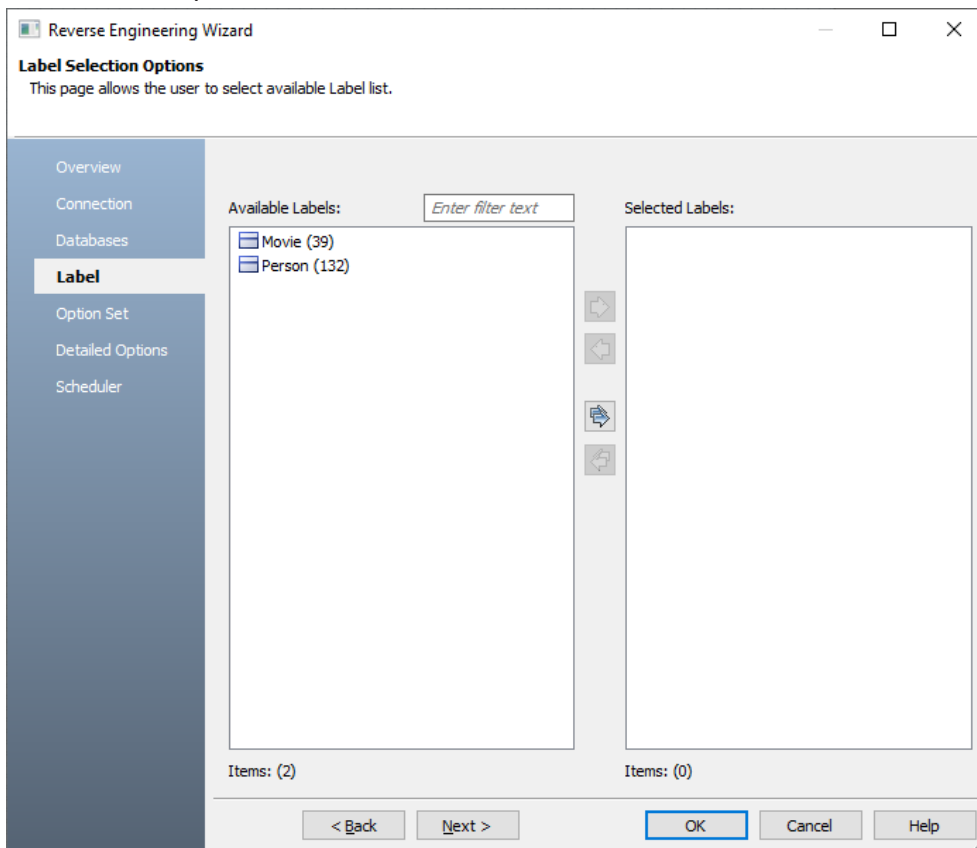 Reverse Engineering Wizard
Label Selection Options
This page allows the user to select available Label list.
Overview
Connection
Databases
Label
Option Set
Detailed Options
Scheduler
Available Labels:
Enter filter text
Movie (39)
Person (132)
Items: (2)
Selected Labels:
Items: (0)
< Back
Next >
OK
Cancel
Help